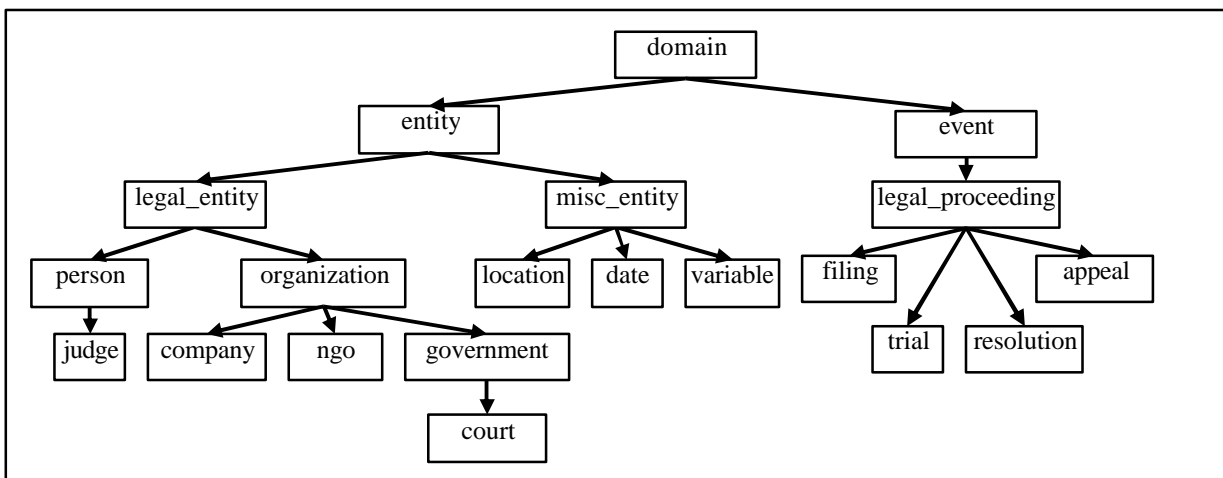 domain
entity
event
legal_entity
misc_entity
legal_proceeding
person
organization
location
date
variable
filing
appeal
judge
company
ngo
government
trial
resolution
court